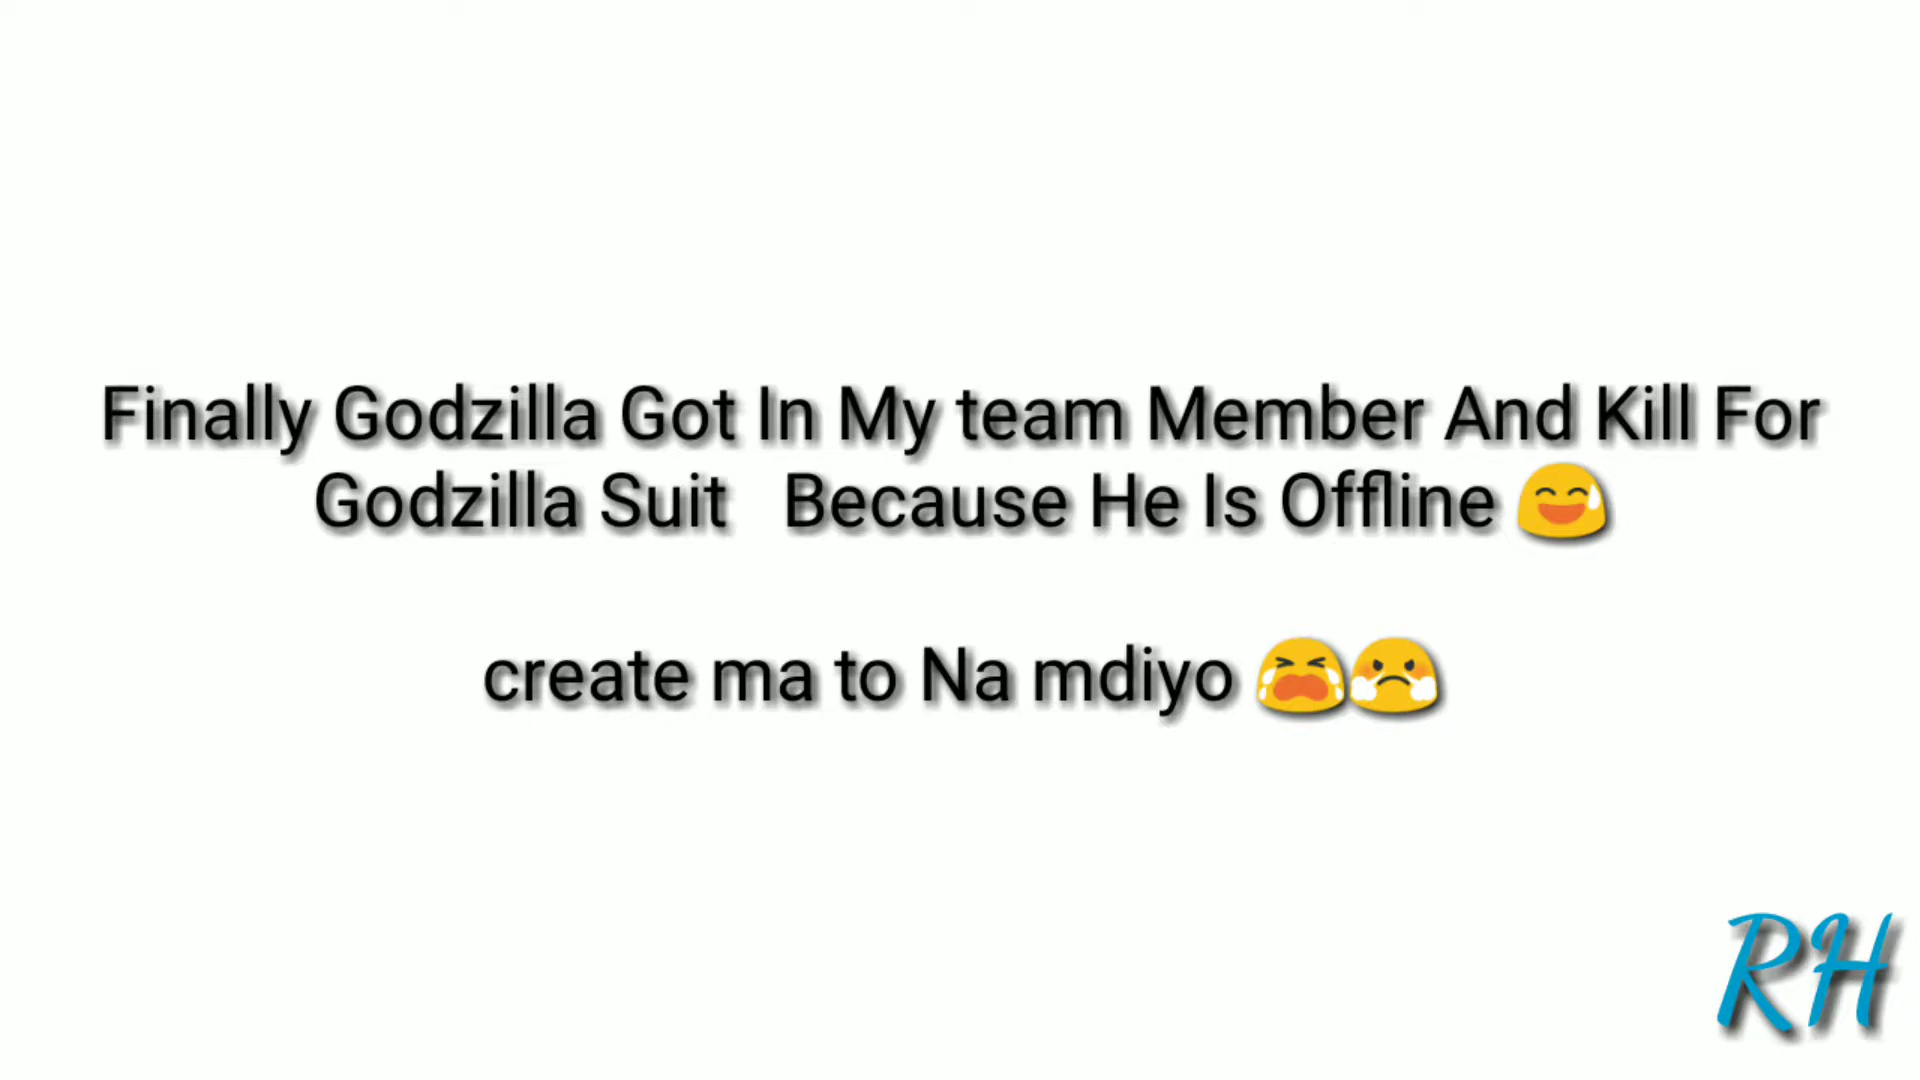 Finally Godzilla Got In My team Member And Kill For
Godzilla Suit   Because He Is Offline 😅
create ma to Na mdiyo 😭😤
RH